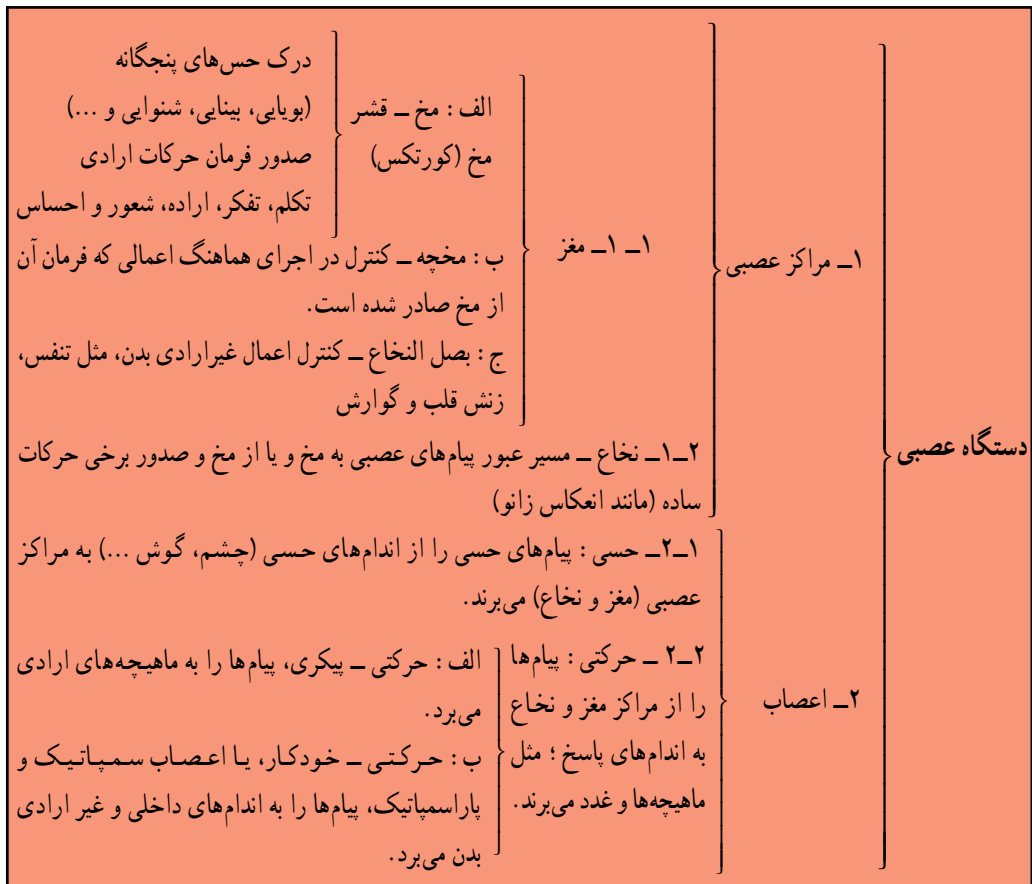 دستگاه عصبی
۱ــ مراکز عصبی
۱ــ ۱ــ مغز
الف : مخ ــ قشر
مخ (کورتکس)
درک حس‌های پنجگانه
(بویایی، بینایی، شنوایی و ...)
صدور فرمان حرکات ارادی
تکلم، تفکر، اراده، شعور و احساس
ب : مخچه ــ کنترل در اجرای هماهنگ اعمالی که فرمان آن
از مخ صادر شده است.
ج : بصل النخاع ــ کنترل اعمال غیرارادی بدن، مثل تنفس،
زنش قلب و گوارش
۲ــ۱ــ نخاع ــ مسیر عبور پیام‌های عصبی به مخ و یا از مخ و صدور برخی حرکات
ساده (مانند انعکاس زانو)
۲ــ اعصاب
۱ــ۲ــ حسی : پیام‌های حسی را از اندام‌های حسی (چشم، گوش ...) به مراکز
عصبی (مغز و نخاع) می‌برند.
۲ــ۲ ــ حرکتی : پیام‌ها
را از مراکز مغز و نخاع
به اندام‌های پاسخ ؛ مثل
ماهیچه‌ها و غدد می‌برند.
الف : حرکتی ــ پیکری، پیام‌ها را به ماهیچه‌های ارادی
می‌برد.
ب : حرکتی ــ خودکار، یا اعصاب سمپاتیک و
پاراسمپاتیک، پیام‌ها را به اندام‌های داخلی و غیر ارادی
بدن می‌برد.